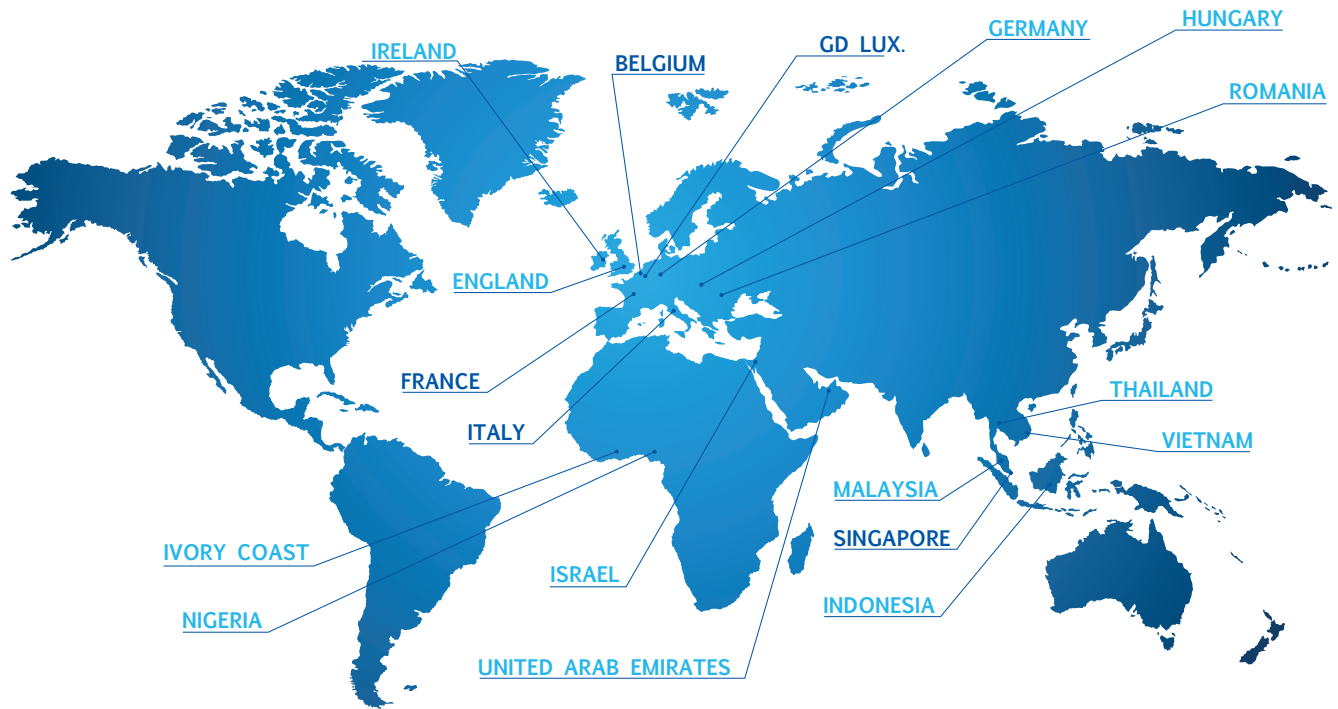 HUNGARY
GERMANY
GD LUX.
IRELAND
BELGIUM
ROMANIA
ENGLAND
FRANCE
THAILAND
ITALY
VIETNAM
MALAYSIA
SINGAPORE
IVORY COAST
ISRAEL
INDONESIA
NIGERIA
UNITED ARAB EMIRATES